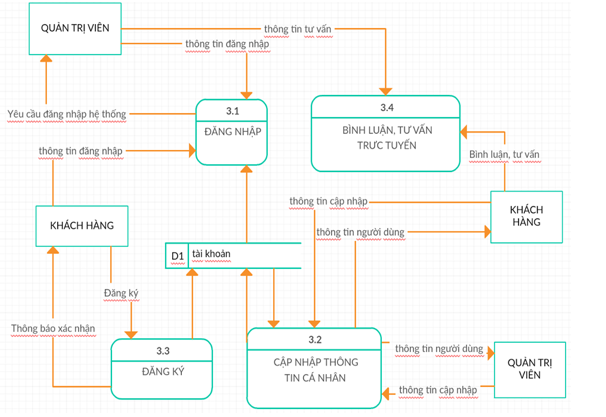 QUẢN TRỊ VIÊN
thông tin tư vấn
thông tin đăng nhập
Yêu cầu đăng nhập hệ thống
3.1
ĐĂNG NHẬP
3.4
BÌNH LUẬN, TƯ VẤN
TRỰC TUYẾN
thông tin đăng nhập
Bình luận, tư vấn
KHÁCH HÀNG
thông tin cập nhập
KHÁCH
HÀNG
thông tin người dùng
D1
tài khoản
Đăng ký
Thông báo xác nhận
3.3
ĐĂNG KÝ
3.2
CẬP NHẬP THÔNG
TIN CÁ NHÂN
thông tin người dùng
QUẢN TRỊ
VIÊN
thông tin cập nhập